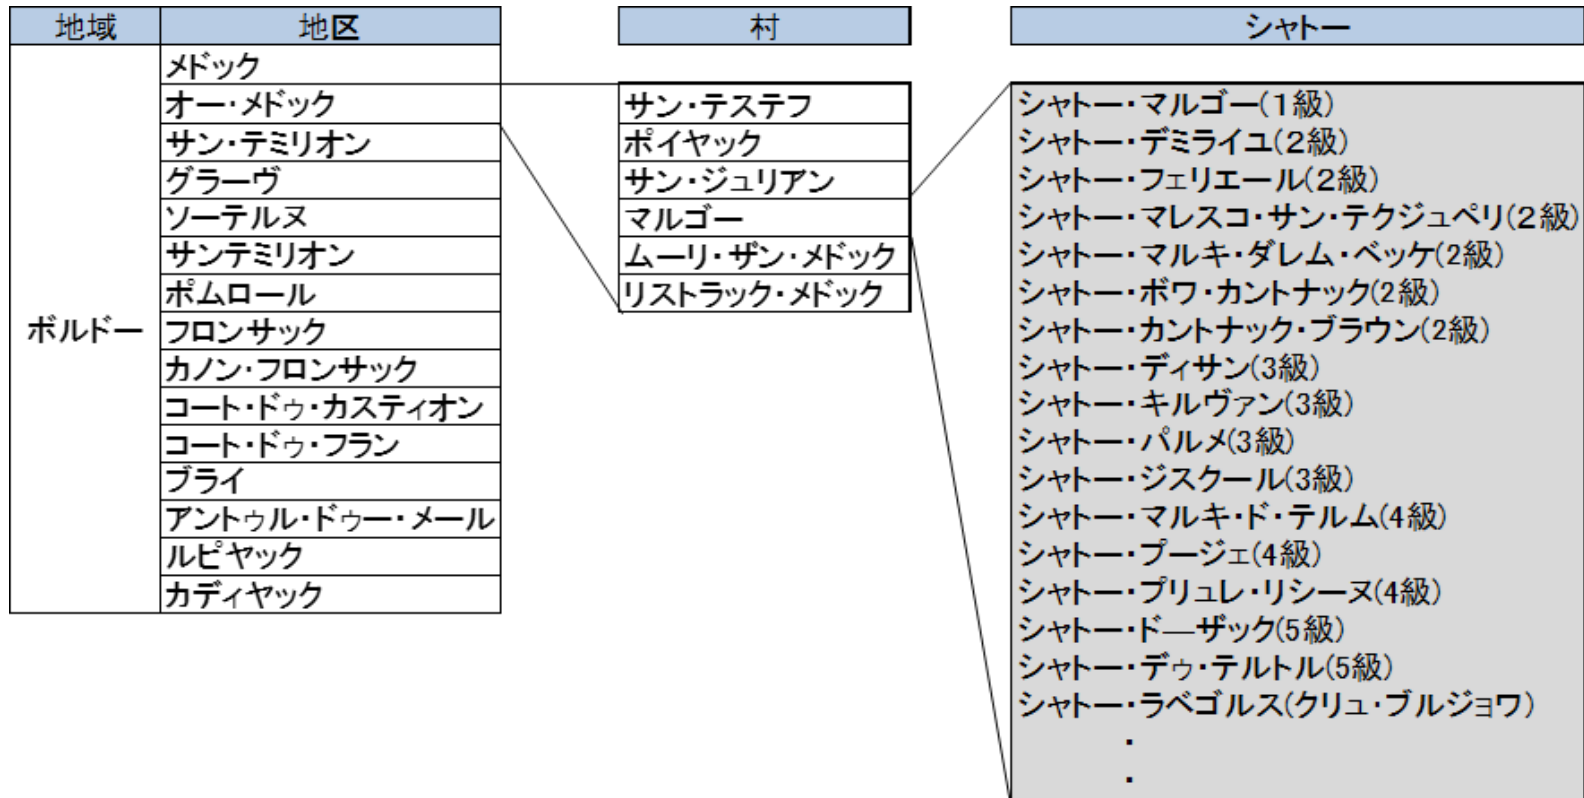 地域
地区
村
シャトー
ボルドー
メドック
オー・メドック
サン・テミリオン
グラーヴ
ソーテルヌ
サンテミリオン
ポムロール
フロンサック
カノン・フロンサック
コート・ドゥ・カスティオン
コート・ドゥ・フラン
ブライ
アントゥル・ドゥー・メール
ルピヤック
カディヤック
サン・テステフ
ポイヤック
サン・ジュリアン
マルゴー
ムーリ・ザン・メドック
リストラック・メドック
シャトー・マルゴー(1級)
シャトー・デミライユ(2級)
シャトー・フェリエール(2級)
シャトー・マレスコ・サン・テクジュペリ(2級)
シャトー・マルキ・ダレム・ベッケ(2級)
シャトー・ボワ・カントナック(2級)
シャトー・カントナック・ブラウン(2級)
シャトー・ディサン(3級)
シャトー・キルヴァン(3級)
シャトー・パルメ(3級)
シャトー・ジスクール(3級)
シャトー・マルキ・ド・テルム(4級)
シャトー・プージェ(4級)
シャトー・プリュレ・リシーヌ(4級)
シャトー・ド―ザック(5級)
シャトー・デゥ・テルトル(5級)
シャトー・ラベゴルス(クリュ・ブルジョワ)
・
・